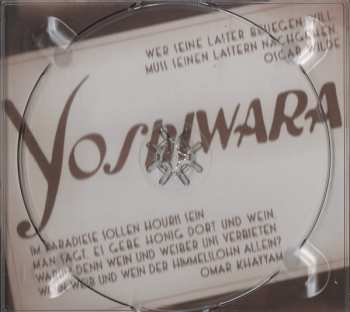 WER SEINE LASTER BESIEGEN WILL
MUSS SEINEN LASTERN NACHGEBEN.
OSCAR WILDE
YOSHIWARA
IM PARADIESE SOLLEN HOURIS SEIN
MAN SAGT, ES GEBE HONIG DORT UND WEIN.
WARUM DENN WEIN UND WEIBER UNS VERBIETEN
WENN WEIB UND WEIN DER HIMMELSLOHN ALLEIN?
OMAR KHAYYAM